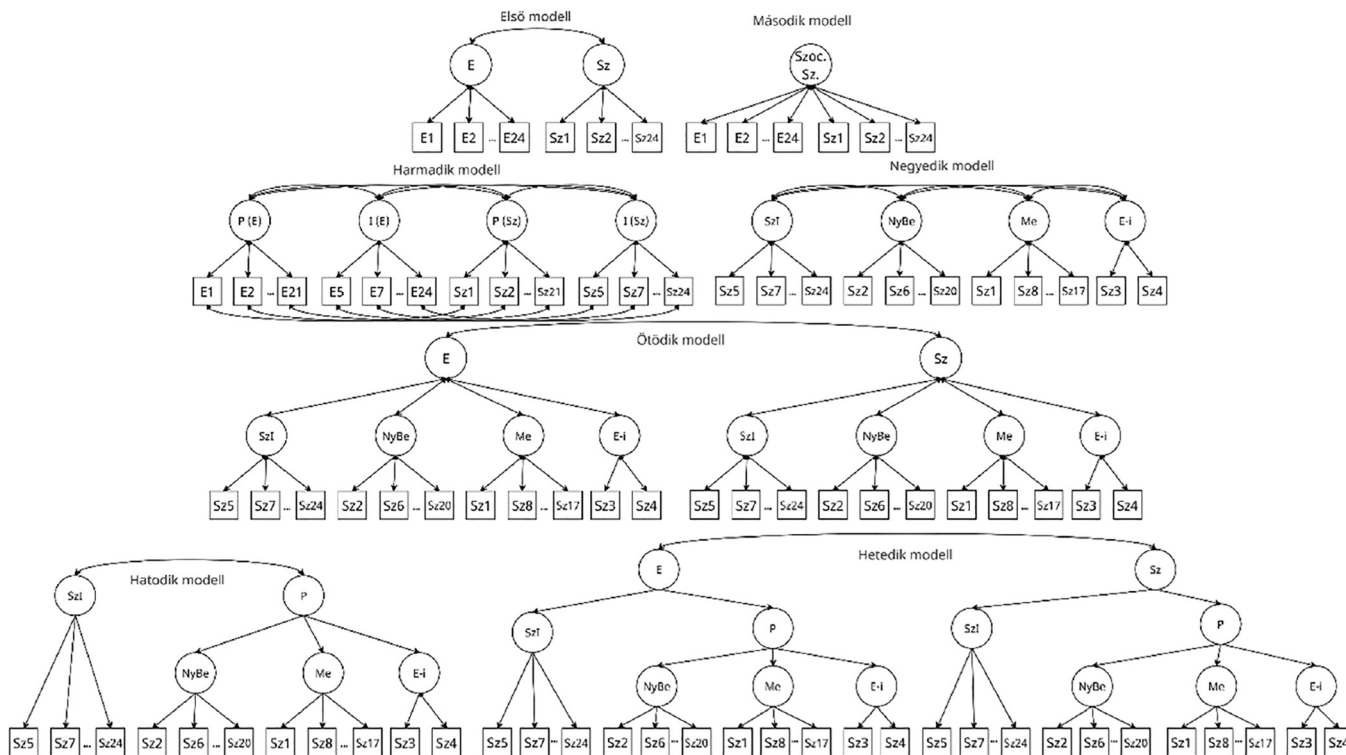 Első modell
E Sz
E1 E2 ... E24 Sz1 Sz2 ... Sz24
Második modell
Szoc.
Sz.
E1 E2 ... E24 Sz1 Sz2 ... Sz24
Harmadik modell
P (E) I (E) P (Sz) I (Sz)
E1 E2 ... E21 E5 E7 ... E24 Sz1 Sz2 ... Sz21 Sz5 Sz7 ... Sz24
Negyedik modell
SzI NyBe Me E-i
Sz5 Sz7 ... Sz24 Sz2 Sz6 ... Sz20 Sz1 Sz8 ... Sz17 Sz3 Sz4
Ötödik modell
E Sz
SzI NyBe Me E-i SzI NyBe Me E-i
Sz5 Sz7 ... Sz24 Sz2 Sz6 ... Sz20 Sz1 Sz8 ... Sz17 Sz3 Sz4 Sz5 Sz7 ... Sz24 Sz2 Sz6 ... Sz20 Sz1 Sz8 ... Sz17 Sz3 Sz4
Hatodik modell
SzI P
NyBe Me E-i
Sz5 Sz7 ... Sz24 Sz2 Sz6 ... Sz20 Sz1 Sz8 ... Sz17 Sz3 Sz4
Hetedik modell
E Sz
SzI P SzI P
NyBe Me E-i NyBe Me E-i
Sz5 Sz7 ... Sz24 Sz2 Sz6 ... Sz20 Sz1 Sz8 ... Sz17 Sz3 Sz4 Sz5 Sz7 ... Sz24 Sz2 Sz6 ... Sz20 Sz1 Sz8 ... Sz17 Sz3 Sz4